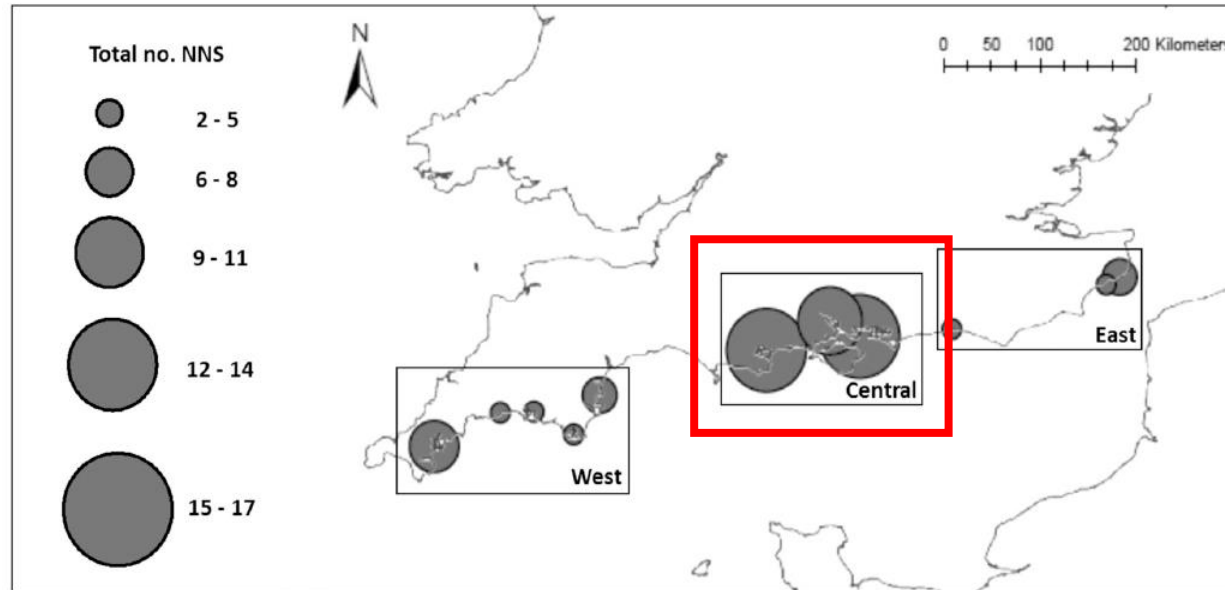 Total no. NNS
2 - 5
6 - 8
9 - 11
12 - 14
15 - 17
N
0 50 100 200 Kilometers
West
Central
East